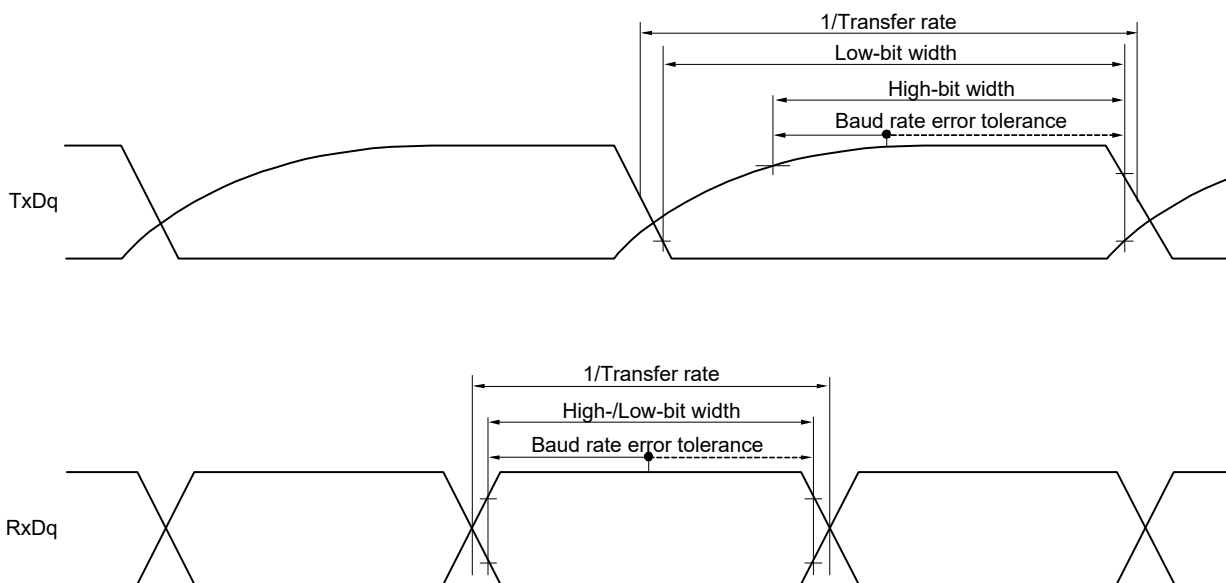 1/Transfer rate
Low-bit width
High-bit width
Baud rate error tolerance
TxDq
1/Transfer rate
High-/Low-bit width
Baud rate error tolerance
RxDq